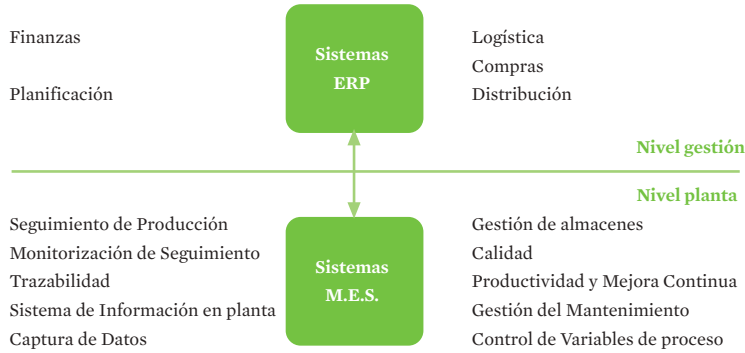 Finanzas
Planificación
Sistemas
ERP
Logística
Compras
Distribución
Nivel gestión
Nivel planta
Seguimiento de Producción
Monitorización de Seguimiento
Trazabilidad
Sistema de Información en planta
Captura de Datos
Sistemas
M.E.S.
Gestión de almacenes
Calidad
Productividad y Mejora Continua
Gestión del Mantenimiento
Control de Variables de proceso